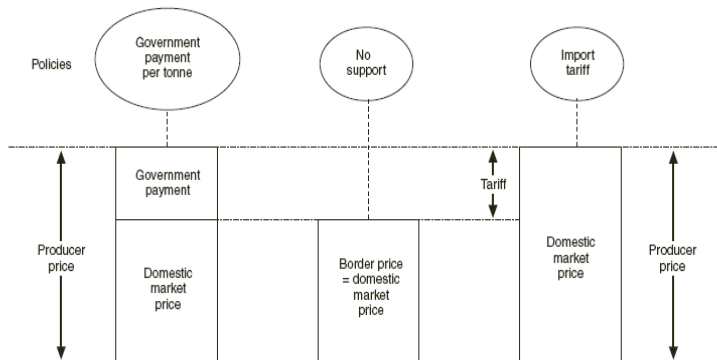 Policies
Government
payment
per tonne
No
support
Import
tariff
Government
payment
Tariff
Producer
price
Domestic
market
price
Border price
= domestic
market
price
Domestic
market
price
Producer
price